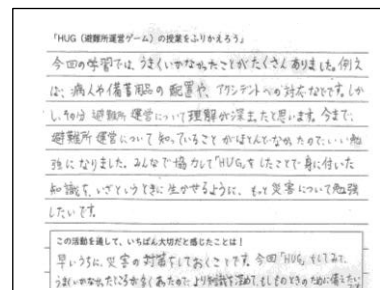 「HUG（避難所運営ゲーム）の授業をふりかえろう」
今回の学習では、うまくいかなかったことがたくさんありました。例え
ば、病人や備蓄用品の配置や、アクシデントへの対応などです。しか
し、その分避難所運営について理解が深まったと思います。今まで、
避難所運営について知っていることがほとんどなかったのでいい勉
強になりました。みんなで協力して「HUG」をしたことで身に付いた
知識を、いざというときに生かせるように、もっと災害について勉強
したいです。
この活動を通して、いちばん大切だと感じたことは！
早いうちに、災害の対策をしておくことです。今回「HUG」をしてみて、
うまくいかなかったところが多くあったので、より知識を深めて、もしものときのために備えたい